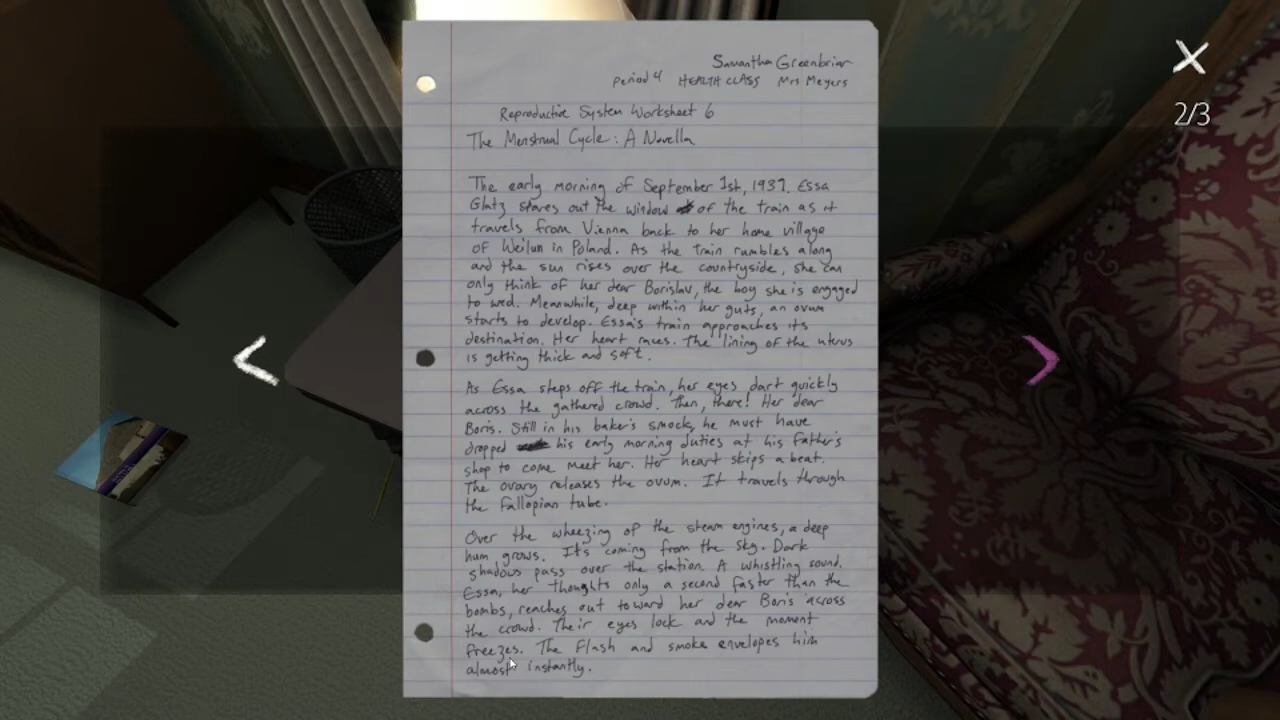 Samantha Greenbriar
Period 4 HEALTH CLASS Mrs Meyers
Reproductive System Worksheet 6
The Menstrual Cycle: A Novella
The early morning of September 1st, 1939. Essa
Glatz stares out the window of the train as it
travels from Vienna back to her home village
of Weilun in Poland. As the train rumbles along
and the sun rises over the countryside, she can
only think of her dear Borislav, the boy she is engaged
to wed. Meanwhile, deep within her guts, an ovum
starts to develop. Essa's train approaches its
destination. Her heart races. The lining of the uterus
is getting thick and soft.
As Essa steps off the train, her eyes dart quickly
across the gathered crowd. Then, there! Her dear
Boris. Still in his baker's smock, he must have
dropped his early morning duties at his father's
shop to come meet her. Her heart skips a beat.
The ovary releases the ovum. It travels through
the fallopian tube.
Over the wheezing of the steam engines, a deep
hum grows. It's coming from the sky. Dark
shadows pass over the station. A whistling sound.
Essa, her thoughts only a second faster than the
bombs, reaches out toward her dear Boris across
the crowd. Their eyes lock and the moment
freezes. The flash and smoke envelopes him
almost instantly.
2/3